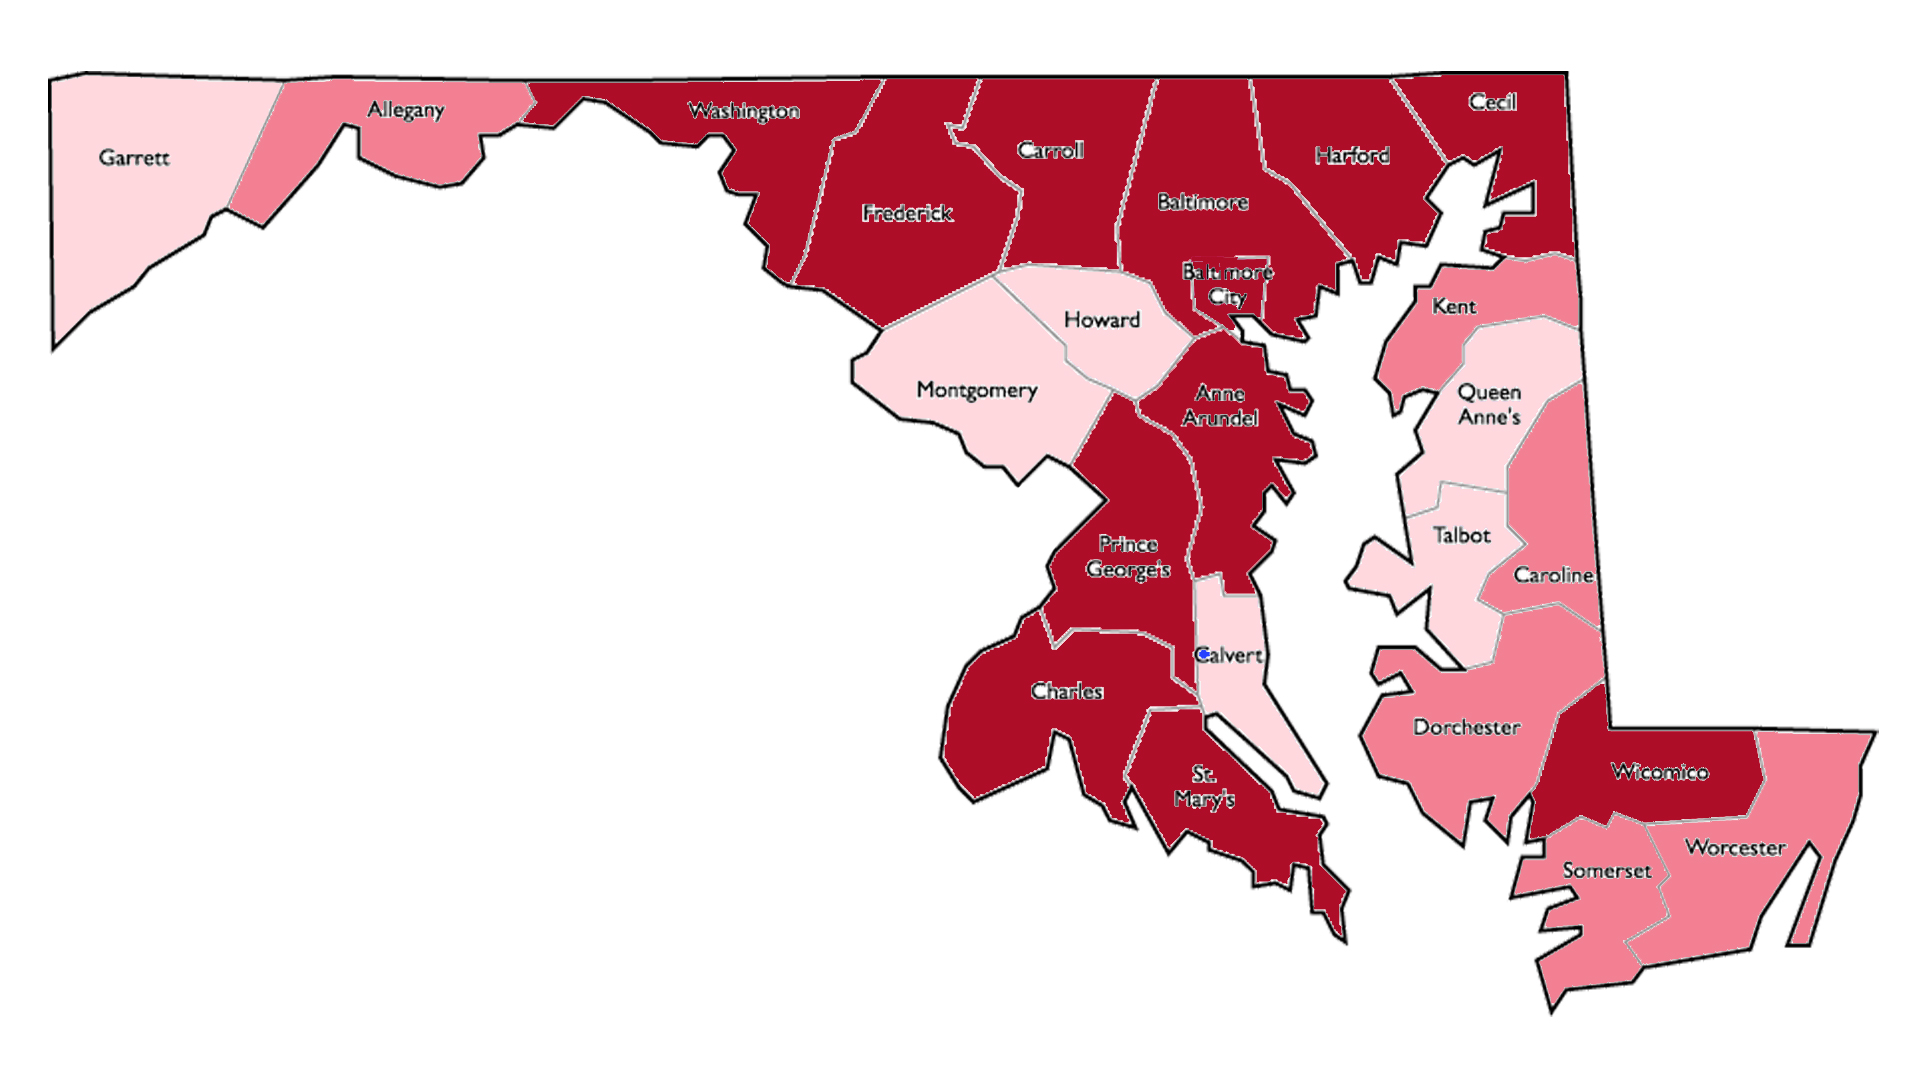 Garrett
Allegany
Washington
Frederick
Carroll
Baltimore
Baltimore
City
Harford
Cecil
Montgomery
Howard
Anne
Arundel
Kent
Queen
Anne's
Talbot
Caroline
Prince
George's
Calvert
Charles
St.
Mary's
Dorchester
Wicomico
Somerset
Worcester